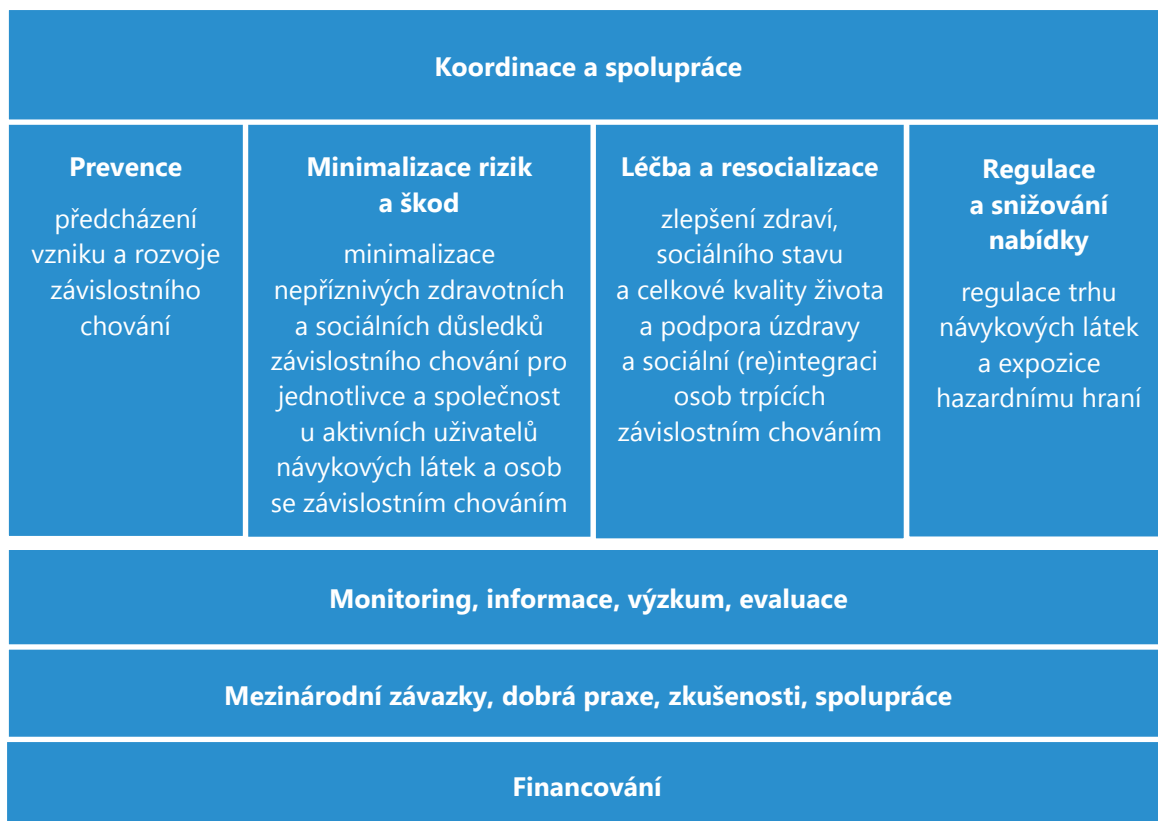 Koordinace a spolupráce
Prevence
předcházení
vzniku a rozvoje
závislostního
chování
Minimalizace rizik
a škod
minimalizace
nepříznivých zdravotních
a sociálních důsledků
závislostního chování pro
jednotlivce a společnost
u aktivních uživatelů
návykových látek a osob
se závislostním chováním
Léčba a resocializace
zlepšení zdraví,
sociálního stavu
a celkové kvality života
a podpora úzdravy
a sociální (re)integraci
osob trpících
závislostním chováním
Regulace
a snižování
nabídky
regulace trhu
návykových látek
a expozice
hazardnímu hraní
Monitoring, informace, výzkum, evaluace
Mezinárodní závazky, dobrá praxe, zkušenosti, spolupráce
Financování